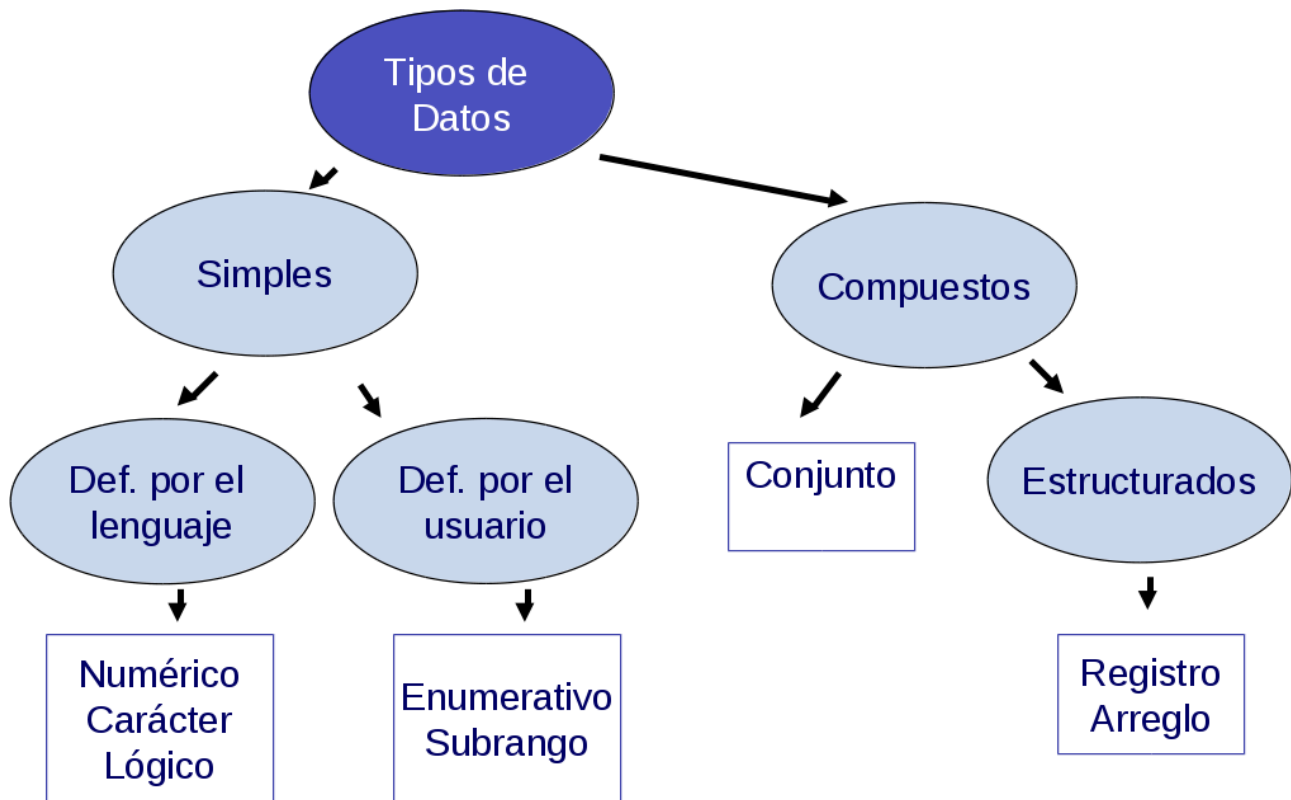 Tipos de
Datos
Simples
Compuestos
Def. por el
lenguaje
Def. por el
usuario
Conjunto
Estructurados
Numérico
Carácter
Lógico
Enumerativo
Subrango
Registro
Arreglo